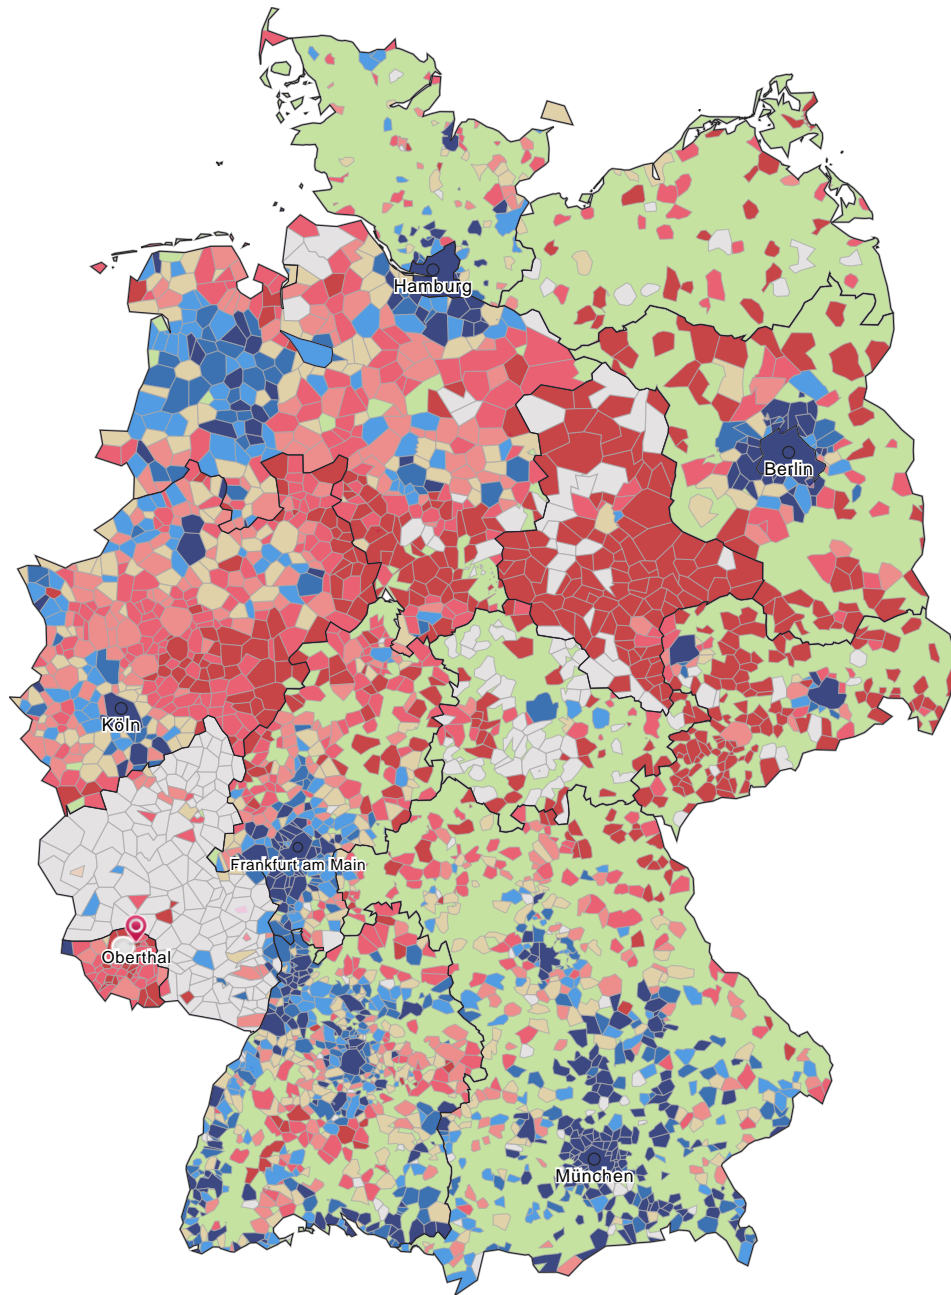 Hamburg
Berlin
Köln
Frankfurt am Main
Oberthal
München